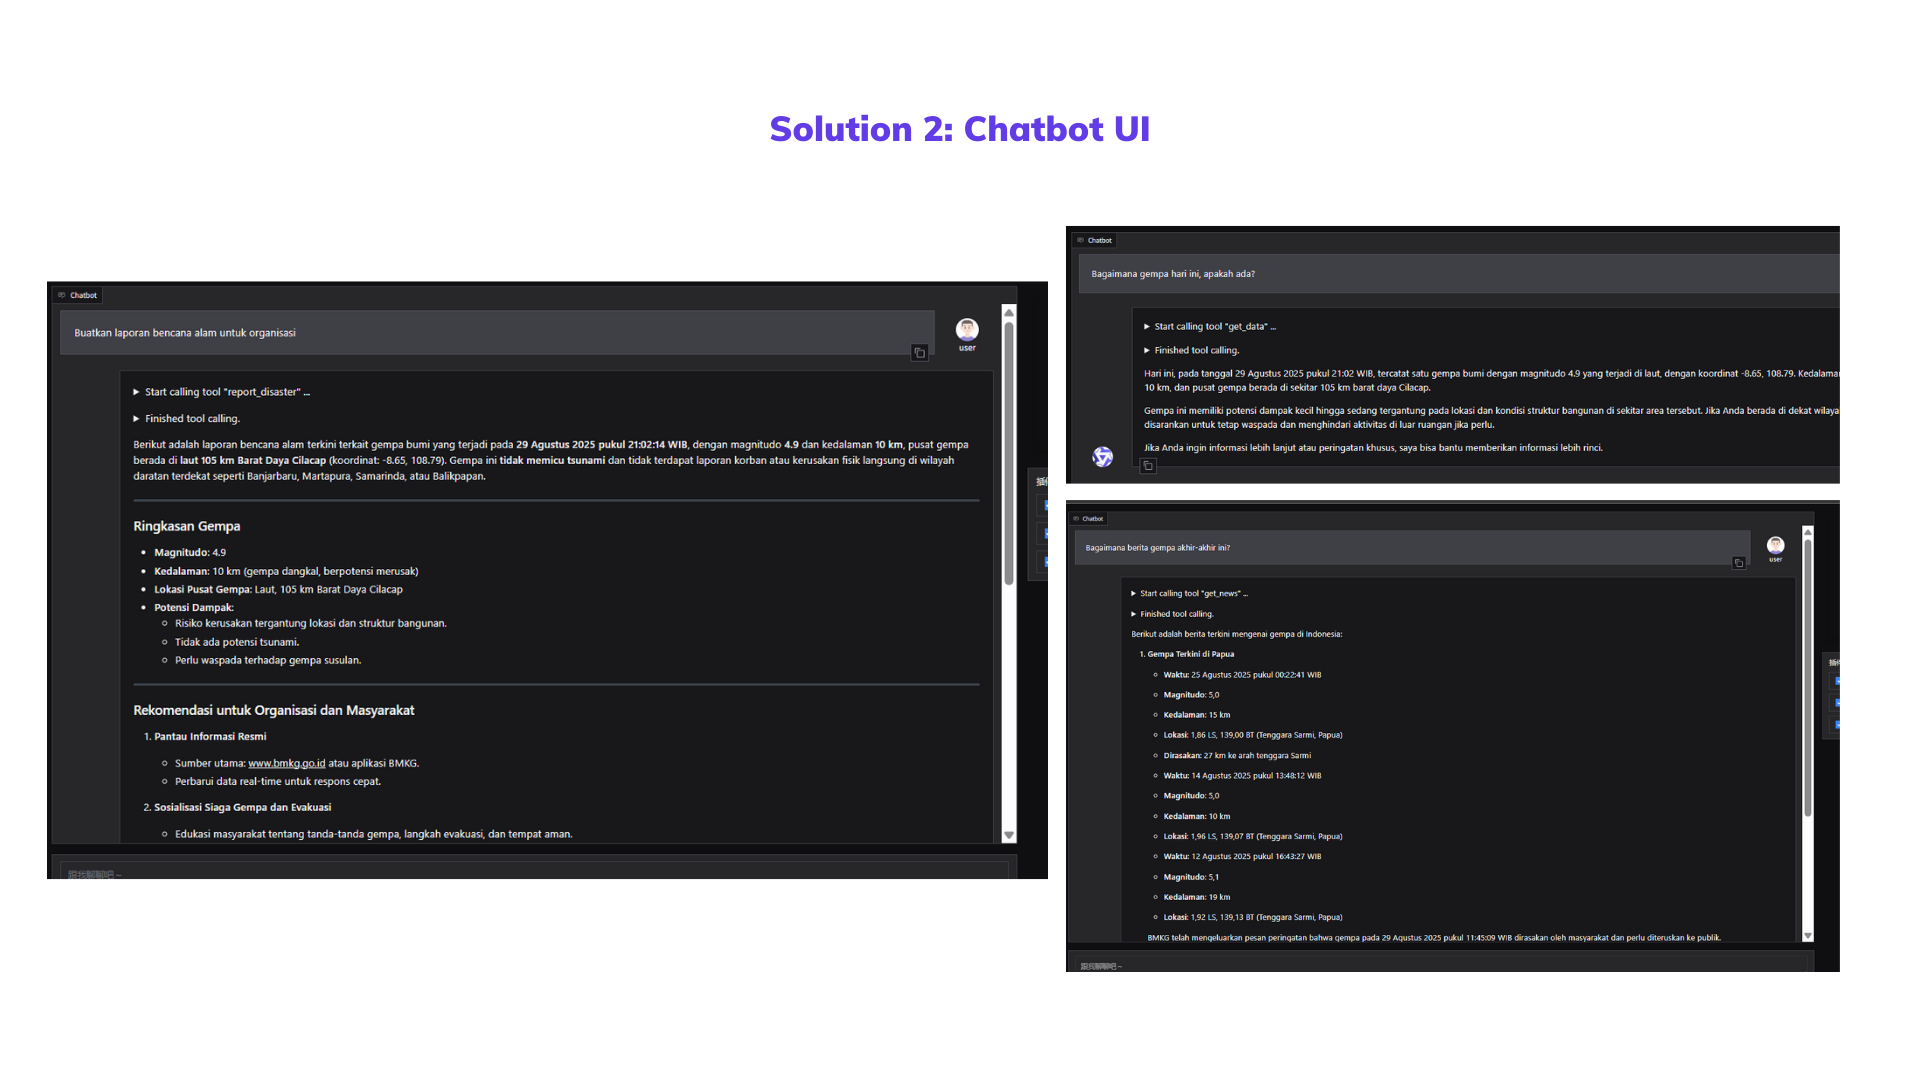 Solution 2: Chatbot UI
Chatbot
Buatkan laporan bencana alam untuk organisasi
user
Start calling tool "report_disaster" ...
Finished tool calling.
Berikut adalah laporan bencana alam terkini terkait gempa bumi yang terjadi pada 29 Agustus 2025 pukul 21:02:14 WIB, dengan magnitudo 4.9 dan kedalaman 10 km, pusat gempa
berada di laut 105 km Barat Daya Cilacap (koordinat: -8.65, 108.79). Gempa ini tidak memicu tsunami dan tidak terdapat laporan korban atau kerusakan fisik langsung di wilayah
daratan terdekat seperti Banjarbaru, Martapura, Samarinda, atau Balikpapan.
Ringkasan Gempa
• Magnitudo: 4.9
• Kedalaman: 10 km (gempa dangkal, berpotensi merusak)
• Lokasi Pusat Gempa: Laut, 105 km Barat Daya Cilacap
• Potensi Dampak:
Risiko kerusakan tergantung lokasi dan struktur bangunan.
Tidak ada potensi tsunami.
Perlu waspada terhadap gempa susulan.
Rekomendasi untuk Organisasi dan Masyarakat
1. Pantau Informasi Resmi
Sumber utama: www.bmkg.go.id atau aplikasi BMKG.
Perbarui data real-time untuk respons cepat.
2. Sosialisasi Siaga Gempa dan Evakuasi
Edukasi masyarakat tentang tanda-tanda gempa, langkah evakuasi, dan tempat aman.
跟我聊聊吧~
Chatbot
Bagaimana gempa hari ini, apakah ada?
Start calling tool "get_data" ...
Finished tool calling.
Hari ini, pada tanggal 29 Agustus 2025 pukul 21:02 WIB, tercatat satu gempa bumi dengan magnitudo 4.9 yang terjadi di laut, dengan koordinat -8.65, 108.79. Kedalama
10 km, dan pusat gempa berada di sekitar 105 km barat daya Cilacap.
Gempa ini memiliki potensi dampak kecil hingga sedang tergantung pada lokasi dan kondisi struktur bangunan di sekitar area tersebut. Jika Anda berada di dekat wilaya
disarankan untuk tetap waspada dan menghindari aktivitas di luar ruangan jika perlu.
Jika Anda ingin informasi lebih lanjut atau peringatan khusus, saya bisa bantu memberikan informasi lebih rinci.
Chatbot
Bagaimana berita gempa akhir-akhir ini?
user
Start calling tool "get_news" ...
Finished tool calling.
Berikut adalah berita terkini mengenai gempa di Indonesia:
1. Gempa Terkini di Papua
Waktu: 25 Agustus 2025 pukul 00:22:41 WIB
Magnitudo: 5,0
Kedalaman: 15 km
Lokasi: 1,86 LS, 139,00 BT (Tenggara Sarmi, Papua)
Dirasakan: 27 km ke arah tenggara Sarmi
Waktu: 14 Agustus 2025 pukul 13:48:12 WIB
Magnitudo: 5,0
Kedalaman: 10 km
Lokasi: 1,96 LS, 139,07 BT (Tenggara Sarmi, Papua)
Waktu: 12 Agustus 2025 pukul 16:43:27 WIB
Magnitudo: 5,1
Kedalaman: 19 km
Lokasi: 1,92 LS, 139,13 BT (Tenggara Sarmi, Papua)
BMKG telah mengeluarkan pesan peringatan bahwa gempa pada 29 Agustus 2025 pukul 11:45:09 WIB dirasakan oleh masyarakat dan perlu diteruskan ke publik.
跟我聊聊吧~